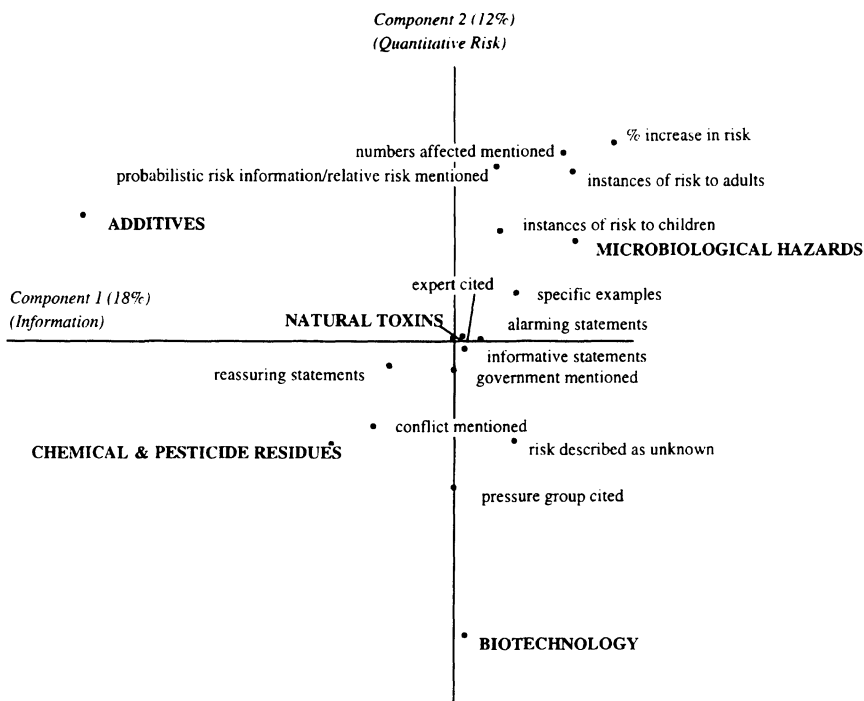 Component 2 (12%)
(Quantitative Risk)
% increase in risk
numbers affected mentioned
probabilistic risk information/relative risk mentioned
instances of risk to adults
ADDITIVES
instances of risk to children
MICROBIOLOGICAL HAZARDS
expert cited
Component 1 (18%)
(Information)
specific examples
NATURAL TOXINS
alarming statements
informative statements
reassuring statements
government mentioned
conflict mentioned
CHEMICAL & PESTICIDE RESIDUES
risk described as unknown
pressure group cited
BIOTECHNOLOGY